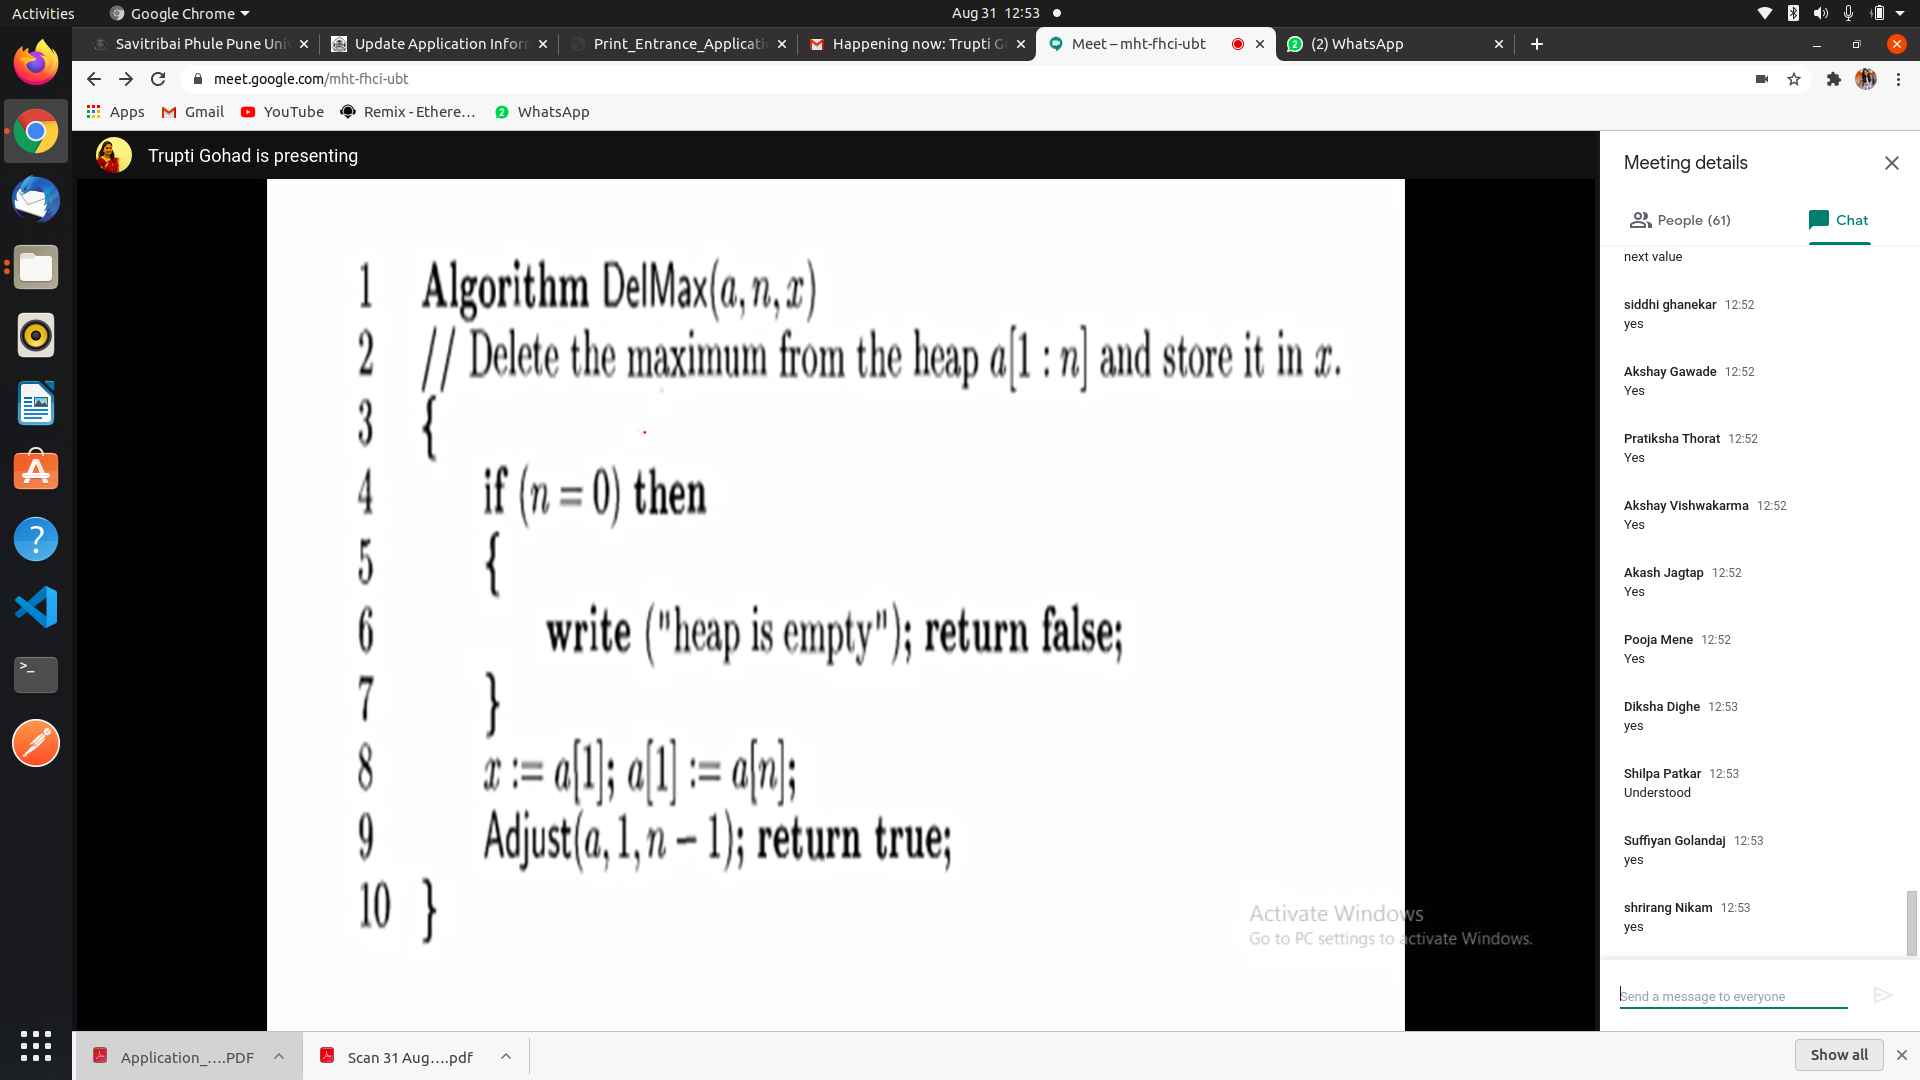 Activities
Google Chrome
Aug 31 12:53
Savitribai Phule Pune Uni
Update Application Infor
Print_Entrance_Applicati
Happening now: Trupti G
Meet – mht-fhci-ubt
(2) WhatsApp
meet.google.com/mht-fhci-ubt
Apps
Gmail
YouTube
Remix - Ethere…
WhatsApp
Trupti Gohad is presenting
1 Algorithm DelMax(a, n, x)
2 // Delete the maximum from the heap a[1 : n] and store it in x.
3 {
4 if (n = 0) then
5 {
6 write ("heap is empty"); return false;
7 }
8 x := a[1]; a[1] := a[n];
9 Adjust(a, 1, n − 1); return true;
10 }
Activate Windows
Go to PC settings to activate Windows.
Meeting details
People (61)
Chat
next value
siddhi ghanekar 12:52
yes
Akshay Gawade 12:52
Yes
Pratiksha Thorat 12:52
Yes
Akshay Vishwakarma 12:52
Yes
Akash Jagtap 12:52
Yes
Pooja Mene 12:52
Yes
Diksha Dighe 12:53
yes
Shilpa Patkar 12:53
Understood
Suffiyan Golandaj 12:53
yes
shrirang Nikam 12:53
yes
Send a message to everyone
Application_....PDF
Scan 31 Aug....pdf
Show all